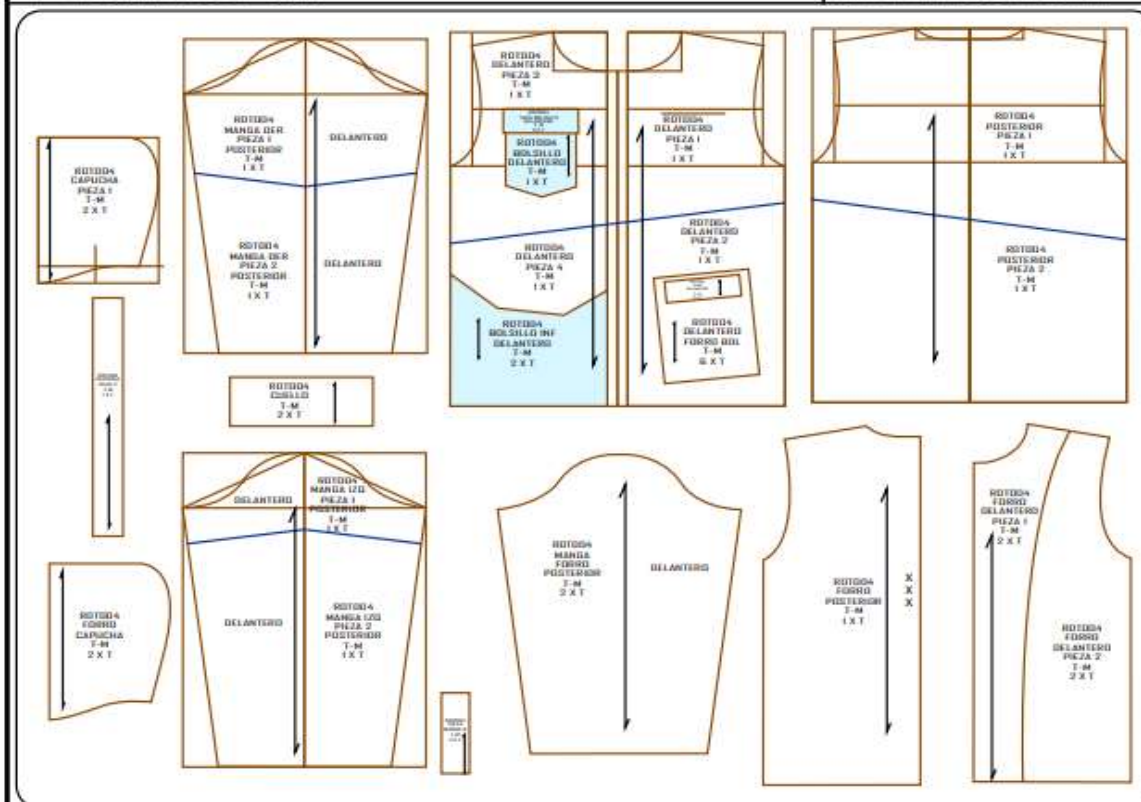 ROT004
CAPUCHA
PIEZA 1
T-M
2 X T
ROT004
MANGA DER
PIEZA 1
POSTERIOR
T-M
1 X T
DELANTERO
ROT004
MANGA DER
PIEZA 2
POSTERIOR
T-M
1 X T
DELANTERO
ROT004
DELANTERO
PIEZA 2
T-M
1 X T
ROT004
BOLSILLO
DELANTERO
T-M
1 X T
ROT004
DELANTERO
PIEZA 1
T-M
1 X T
ROT004
DELANTERO
PIEZA 4
T-M
1 X T
ROT004
DELANTERO
PIEZA 2
T-M
1 X T
ROT004
BOLSILLO INF
DELANTERO
T-M
2 X T
ROT004
DELANTERO
FORRO BOL
T-M
6 X T
ROT004
POSTERIOR
PIEZA 1
T-M
1 X T
ROT004
POSTERIOR
PIEZA 2
T-M
1 X T
ROT004
CUELLO
T-M
2 X T
DELANTERO
ROT004
MANGA IZQ
PIEZA 1
POSTERIOR
T-M
1 X T
DELANTERO
ROT004
MANGA IZQ
PIEZA 2
POSTERIOR
T-M
1 X T
ROT004
FORRO
CAPUCHA
T-M
2 X T
ROT004
MANGA
FORRO
POSTERIOR
T-M
2 X T
DELANTERO
ROT004
FORRO
POSTERIOR
T-M
1 X T
X
X
X
ROT004
FORRO
DELANTERO
PIEZA 1
T-M
2 X T
ROT004
FORRO
DELANTERO
PIEZA 2
T-M
2 X T